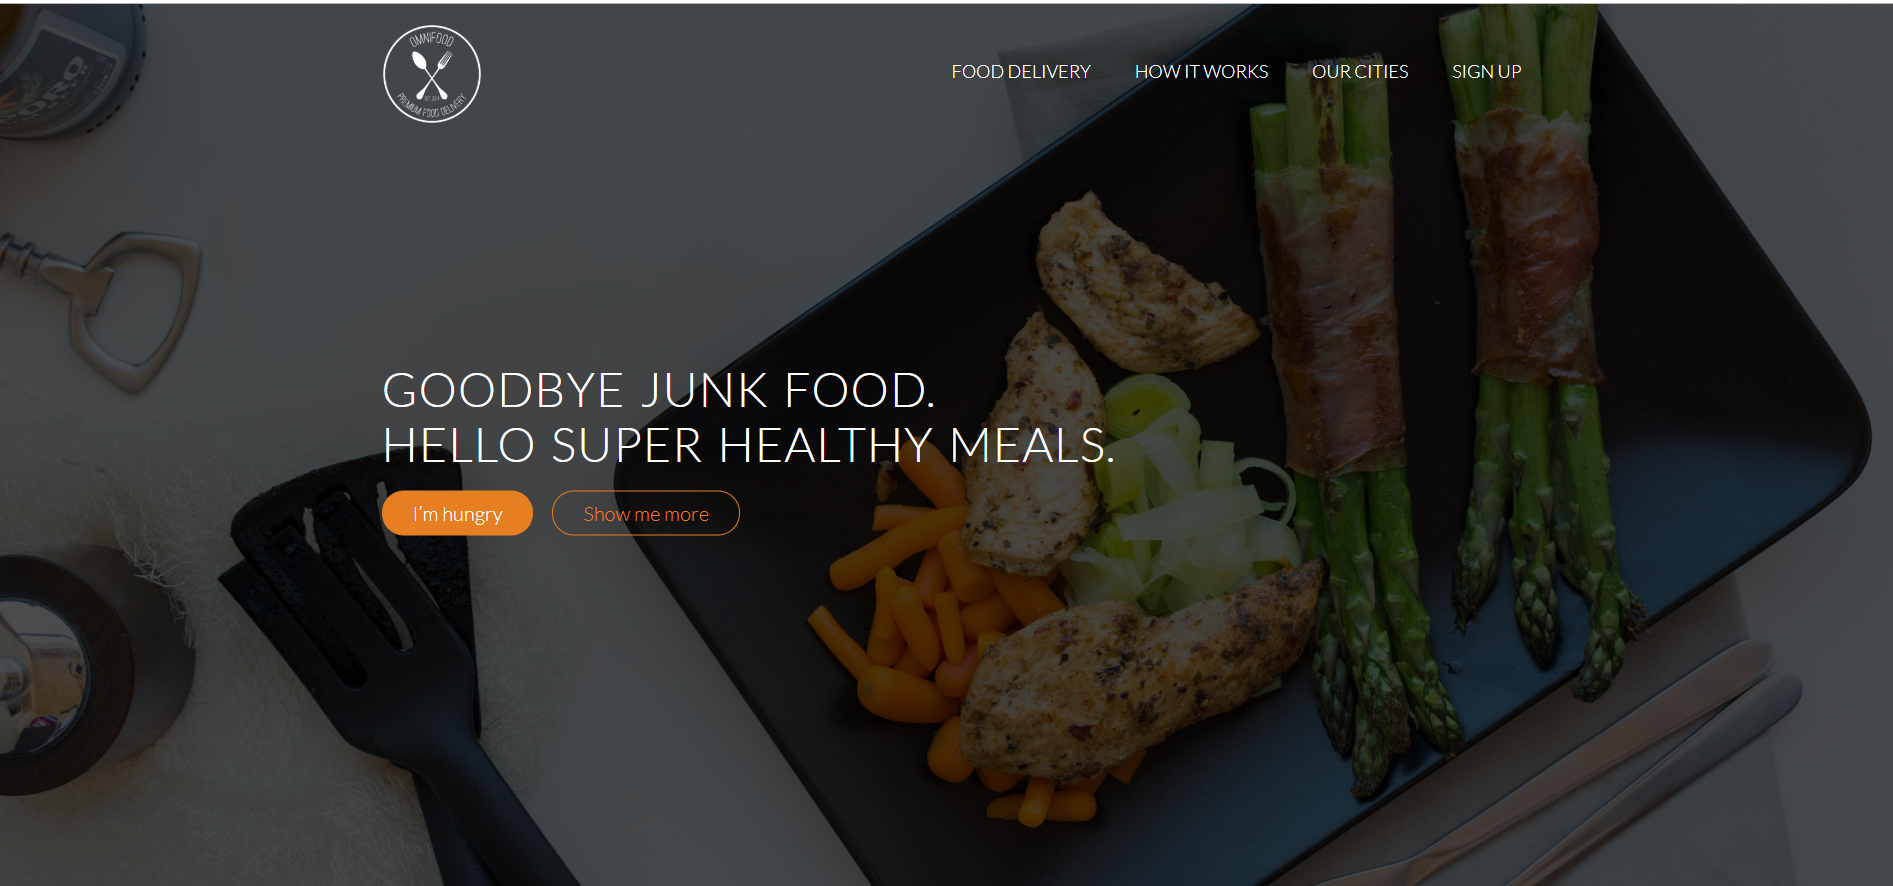 OMNIFOOD
EST. 2014
PREMIUM FOOD DELIVERY
FOOD DELIVERY
HOW IT WORKS
OUR CITIES
SIGN UP
GOODBYE JUNK FOOD.
HELLO SUPER HEALTHY MEALS.
I'm hungry
Show me more